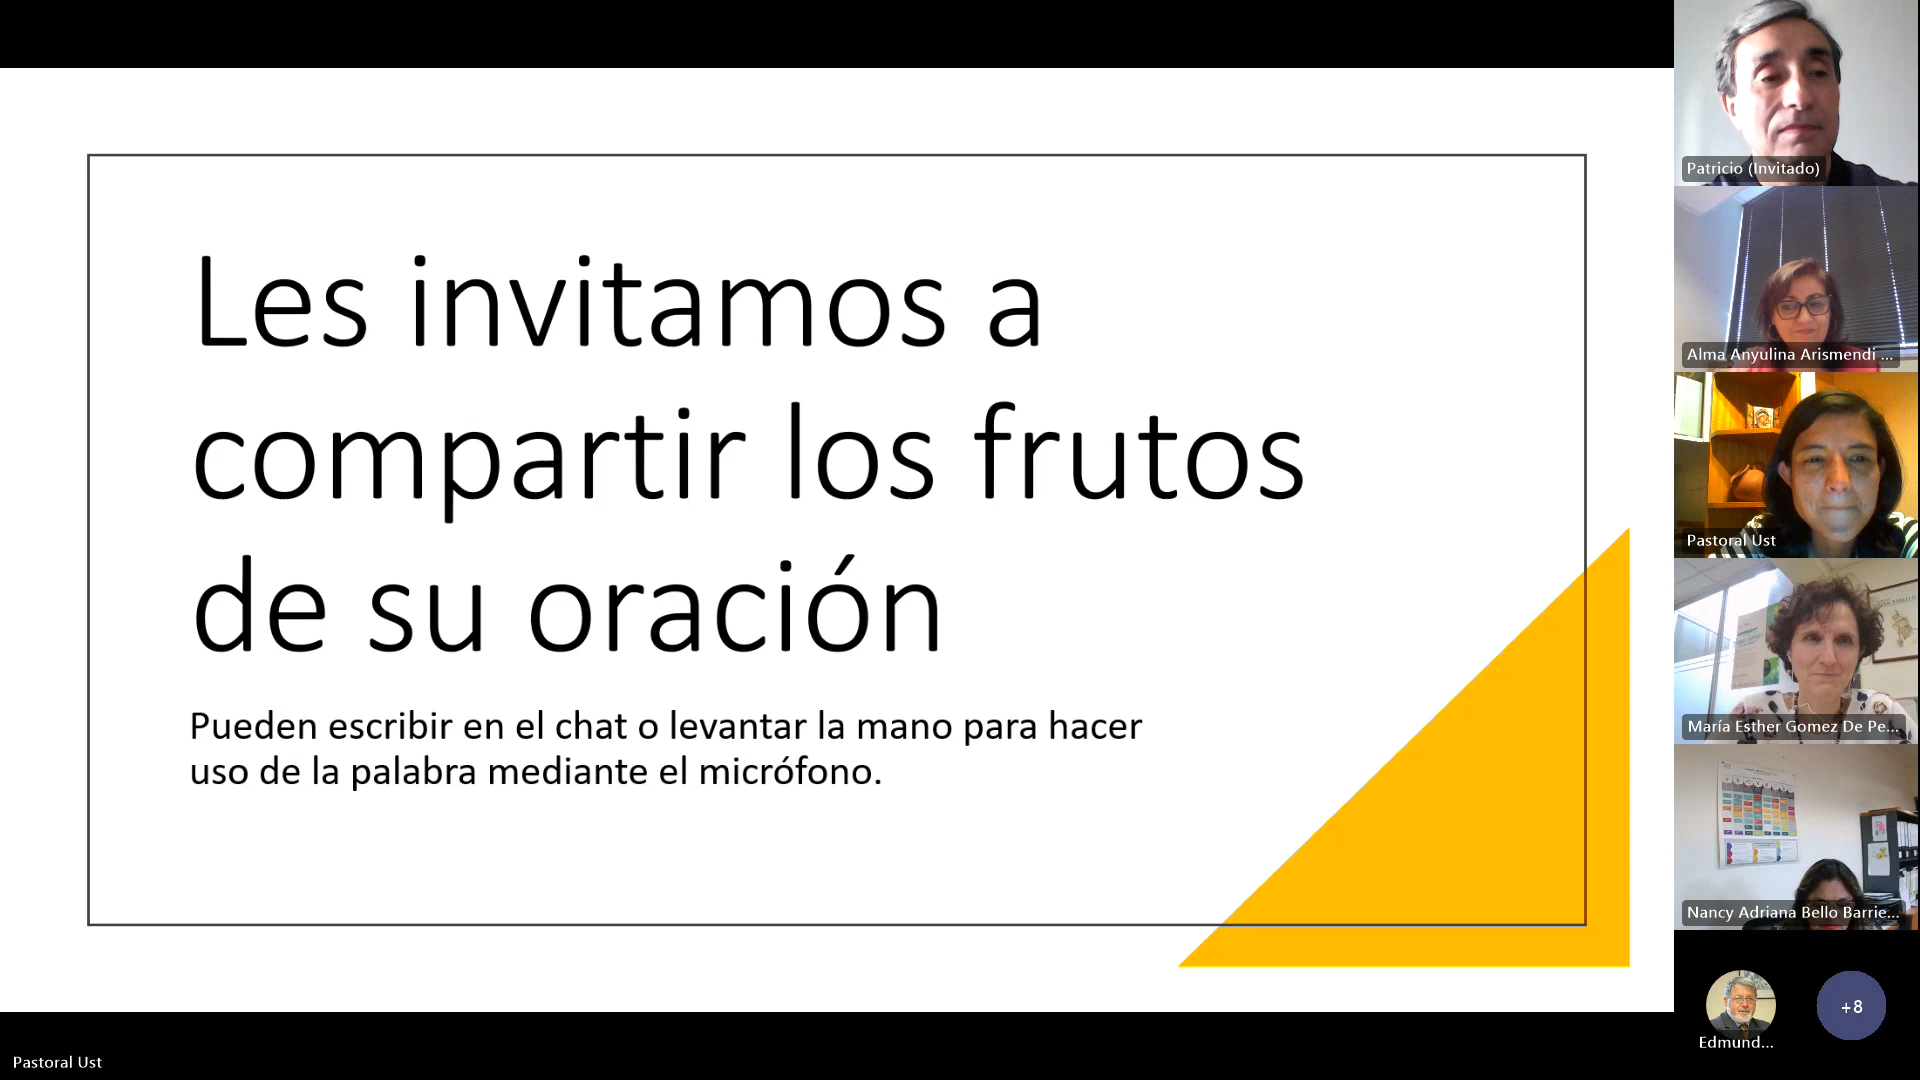 Les invitamos a
compartir los frutos
de su oración
Pueden escribir en el chat o levantar la mano para hacer
uso de la palabra mediante el micrófono.
Patricio (Invitado)
Alma Anyulina Arismendi ...
Pastoral Ust
María Esther Gomez De Pe...
Nancy Adriana Bello Barrie...
Edmund...
+8
Pastoral Ust